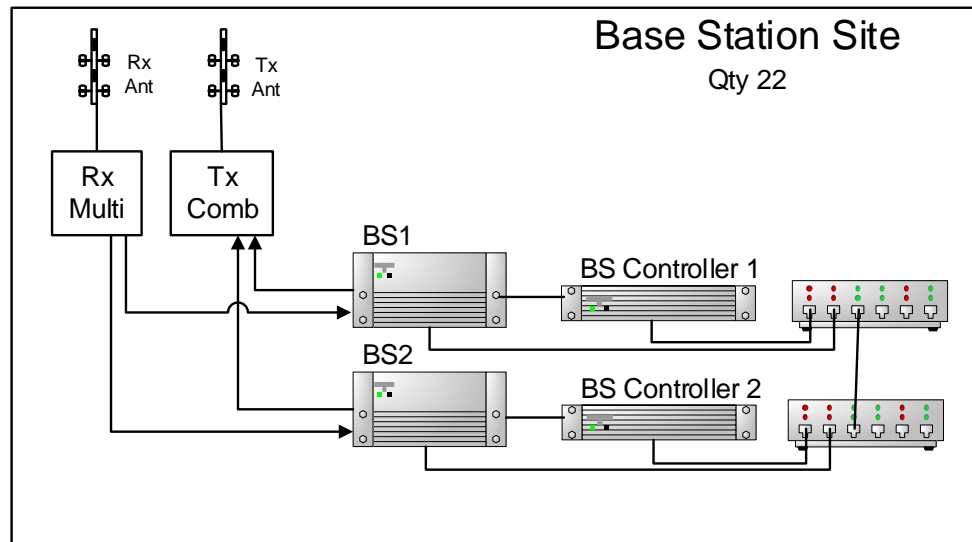 Base Station Site
Qty 22
Rx
Ant
Tx
Ant
Rx
Multi
Tx
Comb
BS1
BS Controller 1
BS2
BS Controller 2